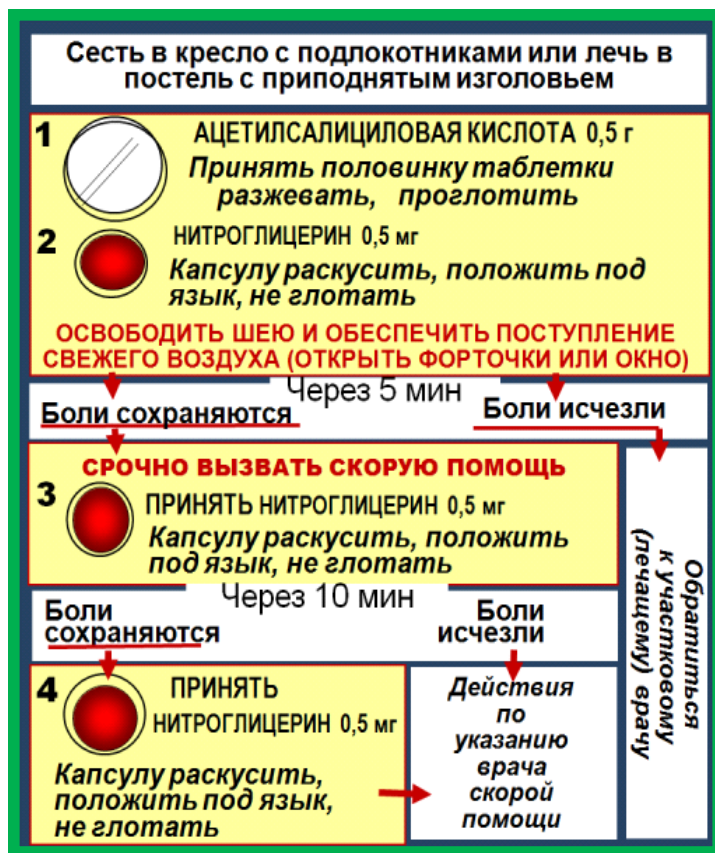 Сесть в кресло с подлокотниками или лечь в
постель с приподнятым изголовьем
1
АЦЕТИЛСАЛИЦИЛОВАЯ КИСЛОТА 0,5 г
Принять половинку таблетки
разжевать, проглотить
2
НИТРОГЛИЦЕРИН 0,5 мг
Капсулу раскусить, положить под
язык, не глотать
ОСВОБОДИТЬ ШЕЮ И ОБЕСПЕЧИТЬ ПОСТУПЛЕНИЕ
СВЕЖЕГО ВОЗДУХА (ОТКРЫТЬ ФОРТОЧКИ ИЛИ ОКНО)
Через 5 мин
Боли сохраняются
Боли исчезли
СРОЧНО ВЫЗВАТЬ СКОРУЮ ПОМОЩЬ
3
ПРИНЯТЬ НИТРОГЛИЦЕРИН 0,5 мг
Капсулу раскусить, положить
под язык, не глотать
Обратиться
к участковому
(лечащему) врачу
Через 10 мин
Боли
сохраняются
Боли
исчезли
4
ПРИНЯТЬ
НИТРОГЛИЦЕРИН 0,5 мг
Капсулу раскусить,
положить под язык,
не глотать
Действия
по
указанию
врача
скорой
помощи